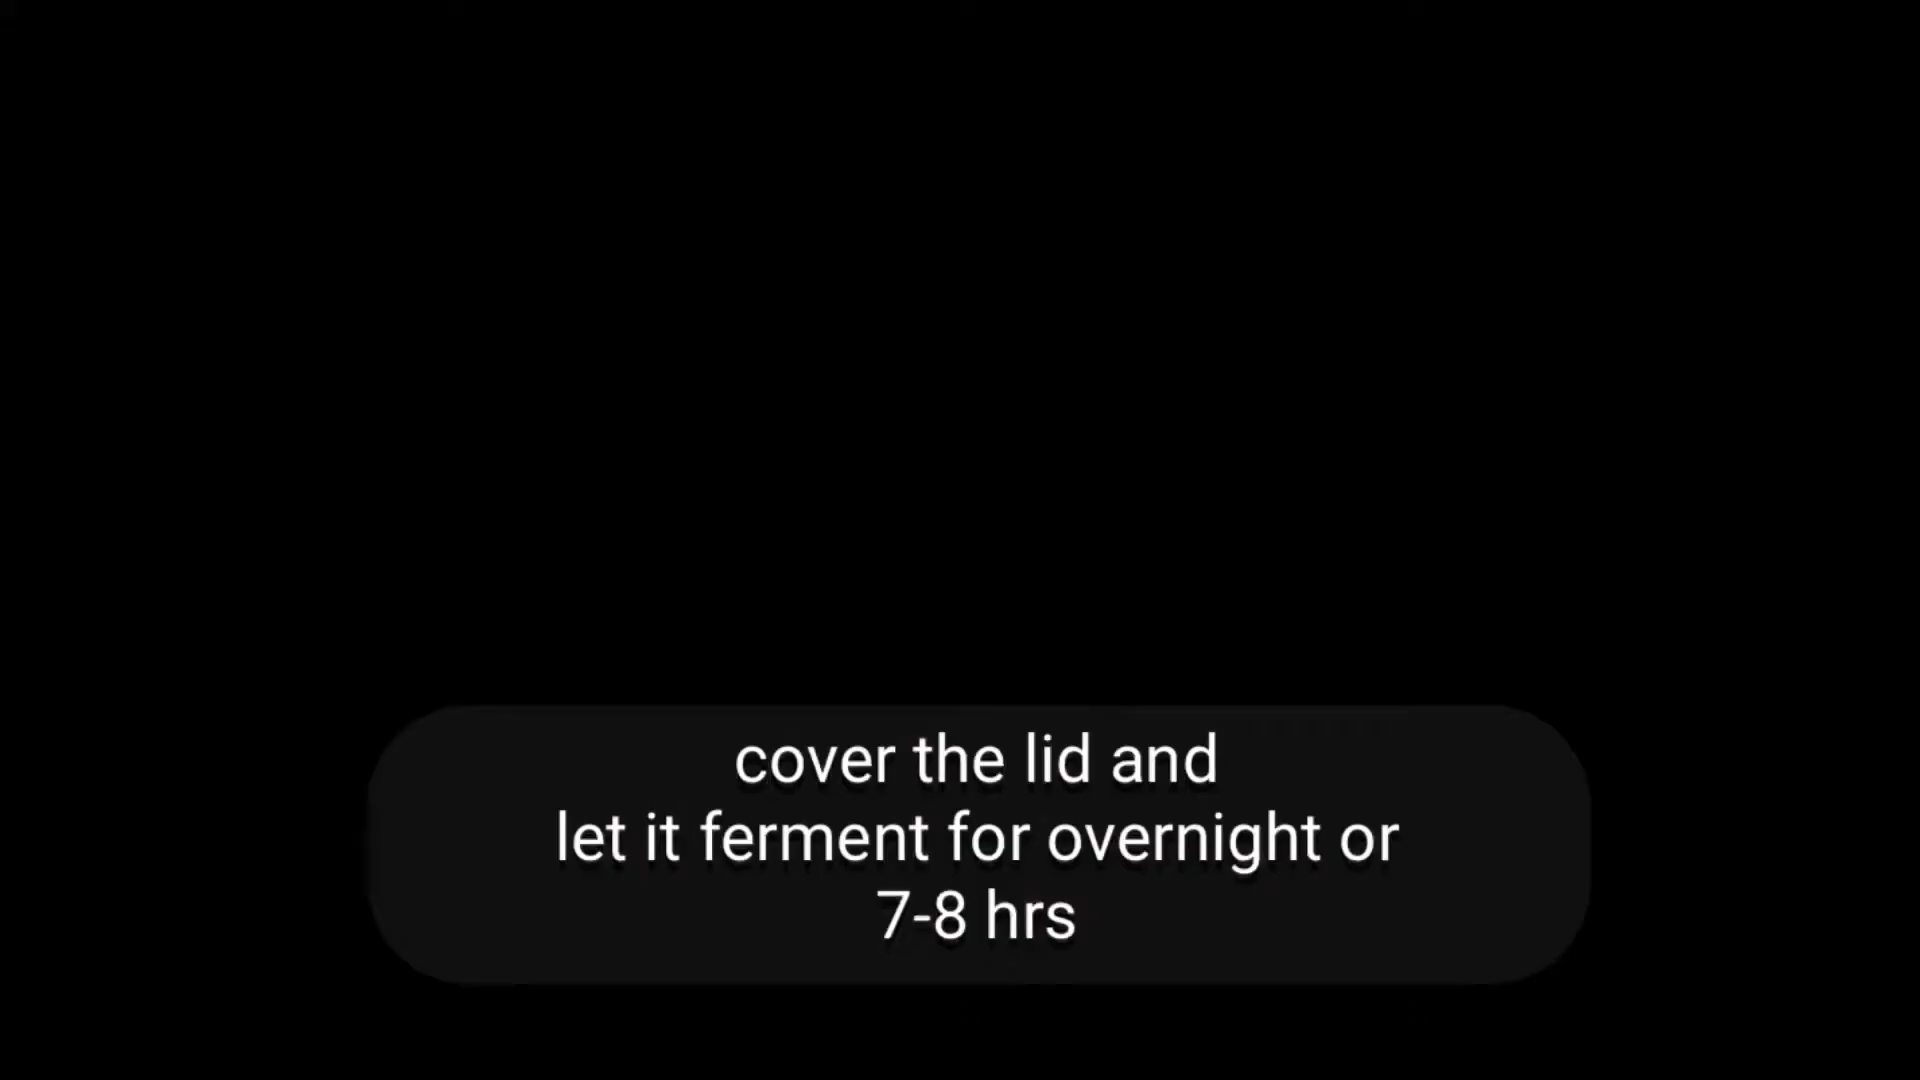 cover the lid and
let it ferment for overnight or
7-8 hrs